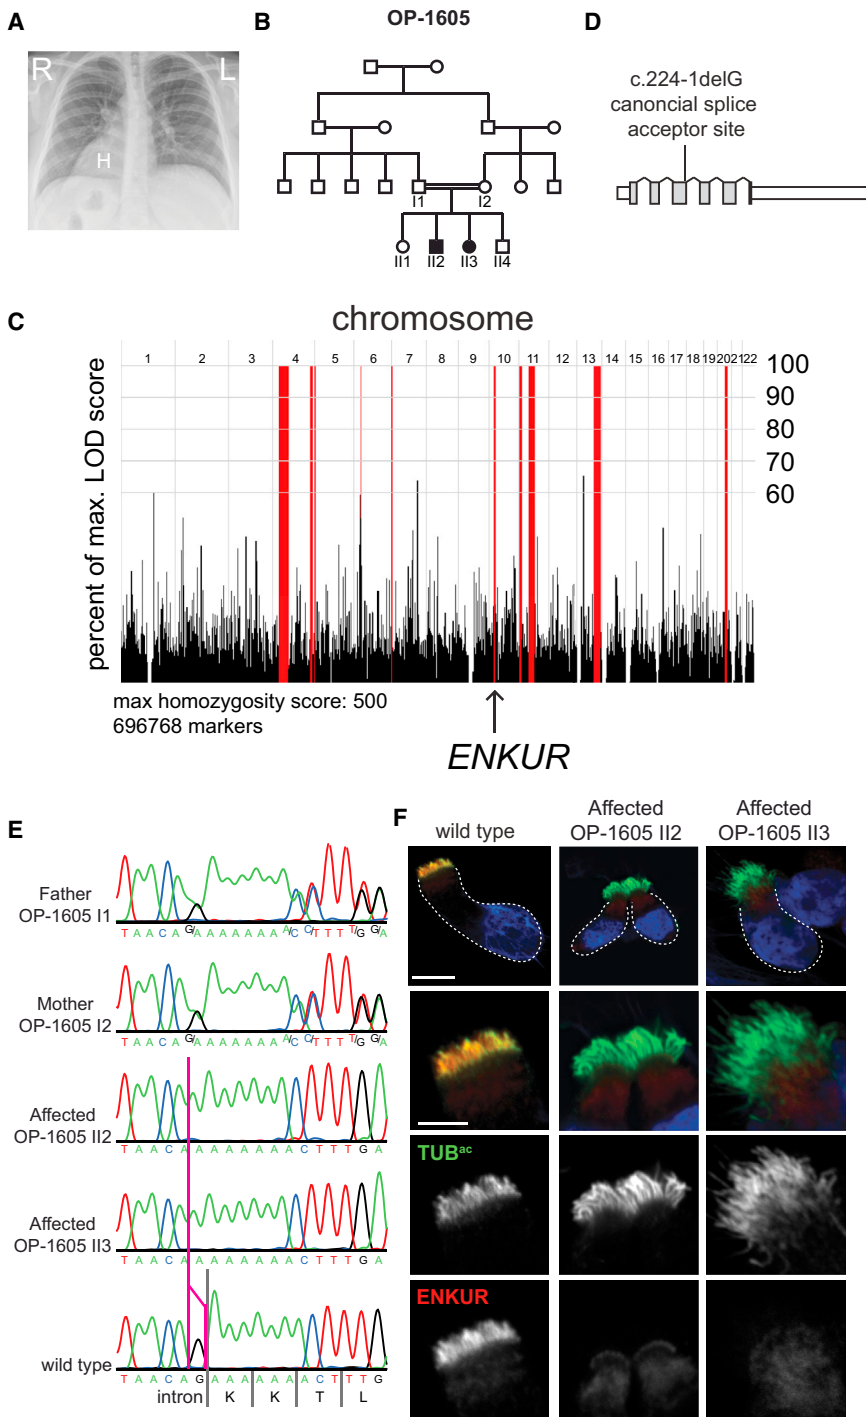 A
R
L
H
B
OP-1605
I1
I2
II1
II2
II3
II4
D
c.224-1delG
canoncial splice
acceptor site
C
chromosome
1 2 3 4 5 6 7 8 9 10 11 12 13 14 15 16 17 18 19 20 21 22
percent of max. LOD score
100
90
80
70
60
max homozygosity score: 500
696768 markers
ENKUR
E
Father
OP-1605 I1
T A A C A G/A A A A A A A A/C C/T T T T/G G/A
Mother
OP-1605 I2
T A A C A G/A A A A A A A A/C C/T T T T/G G/A
Affected
OP-1605 II2
T A A C A A A A A A A C T T T G A
Affected
OP-1605 II3
T A A C A A A A A A A C T T T G A
wild type
T A A C A G A A A A A A C T T T G
intron K K T L
F
wild type
Affected
OP-1605 II2
Affected
OP-1605 II3
TUBac
ENKUR